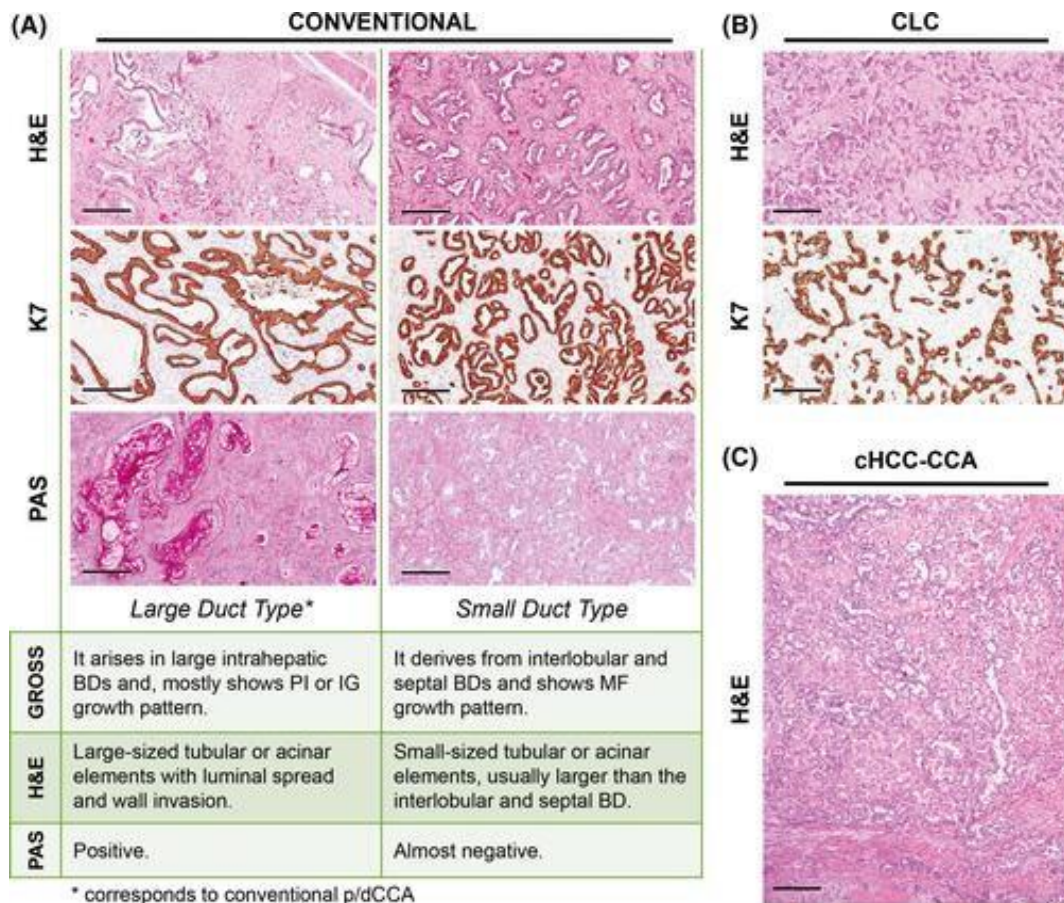 (A) CONVENTIONAL
(B) CLC
H&E
H&E
K7
K7
PAS
(C) cHCC-CCA
H&E
Large Duct Type*
Small Duct Type
GROSS
It arises in large intrahepatic
BDs and, mostly shows PI or IG
growth pattern.
It derives from interlobular and
septal BDs and shows MF
growth pattern.
H&E
Large-sized tubular or acinar
elements with luminal spread
and wall invasion.
Small-sized tubular or acinar
elements, usually larger than the
interlobular and septal BD.
PAS
Positive.
Almost negative.
* corresponds to conventional p/dCCA